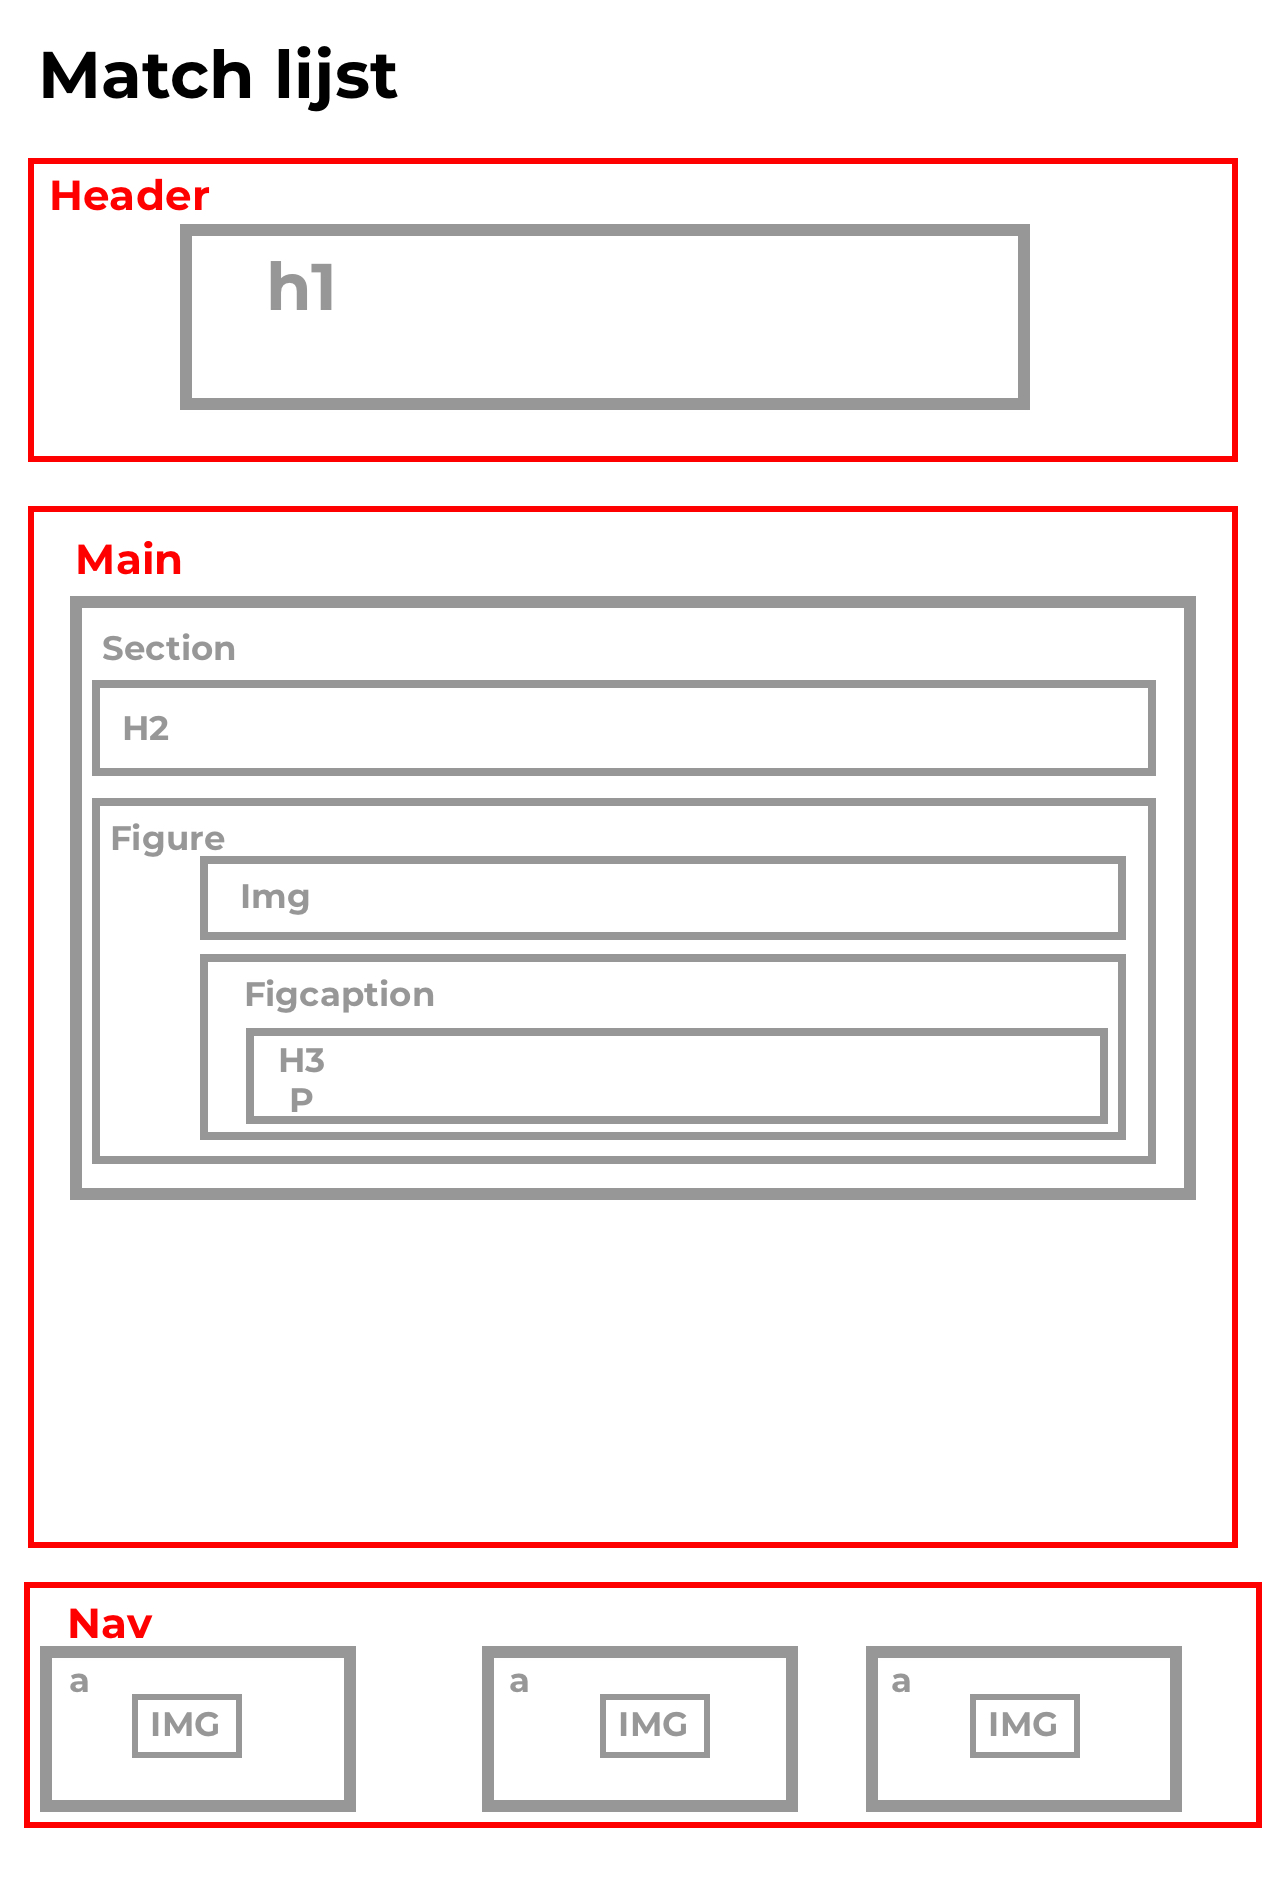 Match lijst
Header
h1
Main
Section
H2
Figure
Img
Figcaption
H3
P
Nav
a
IMG
a
IMG
a
IMG